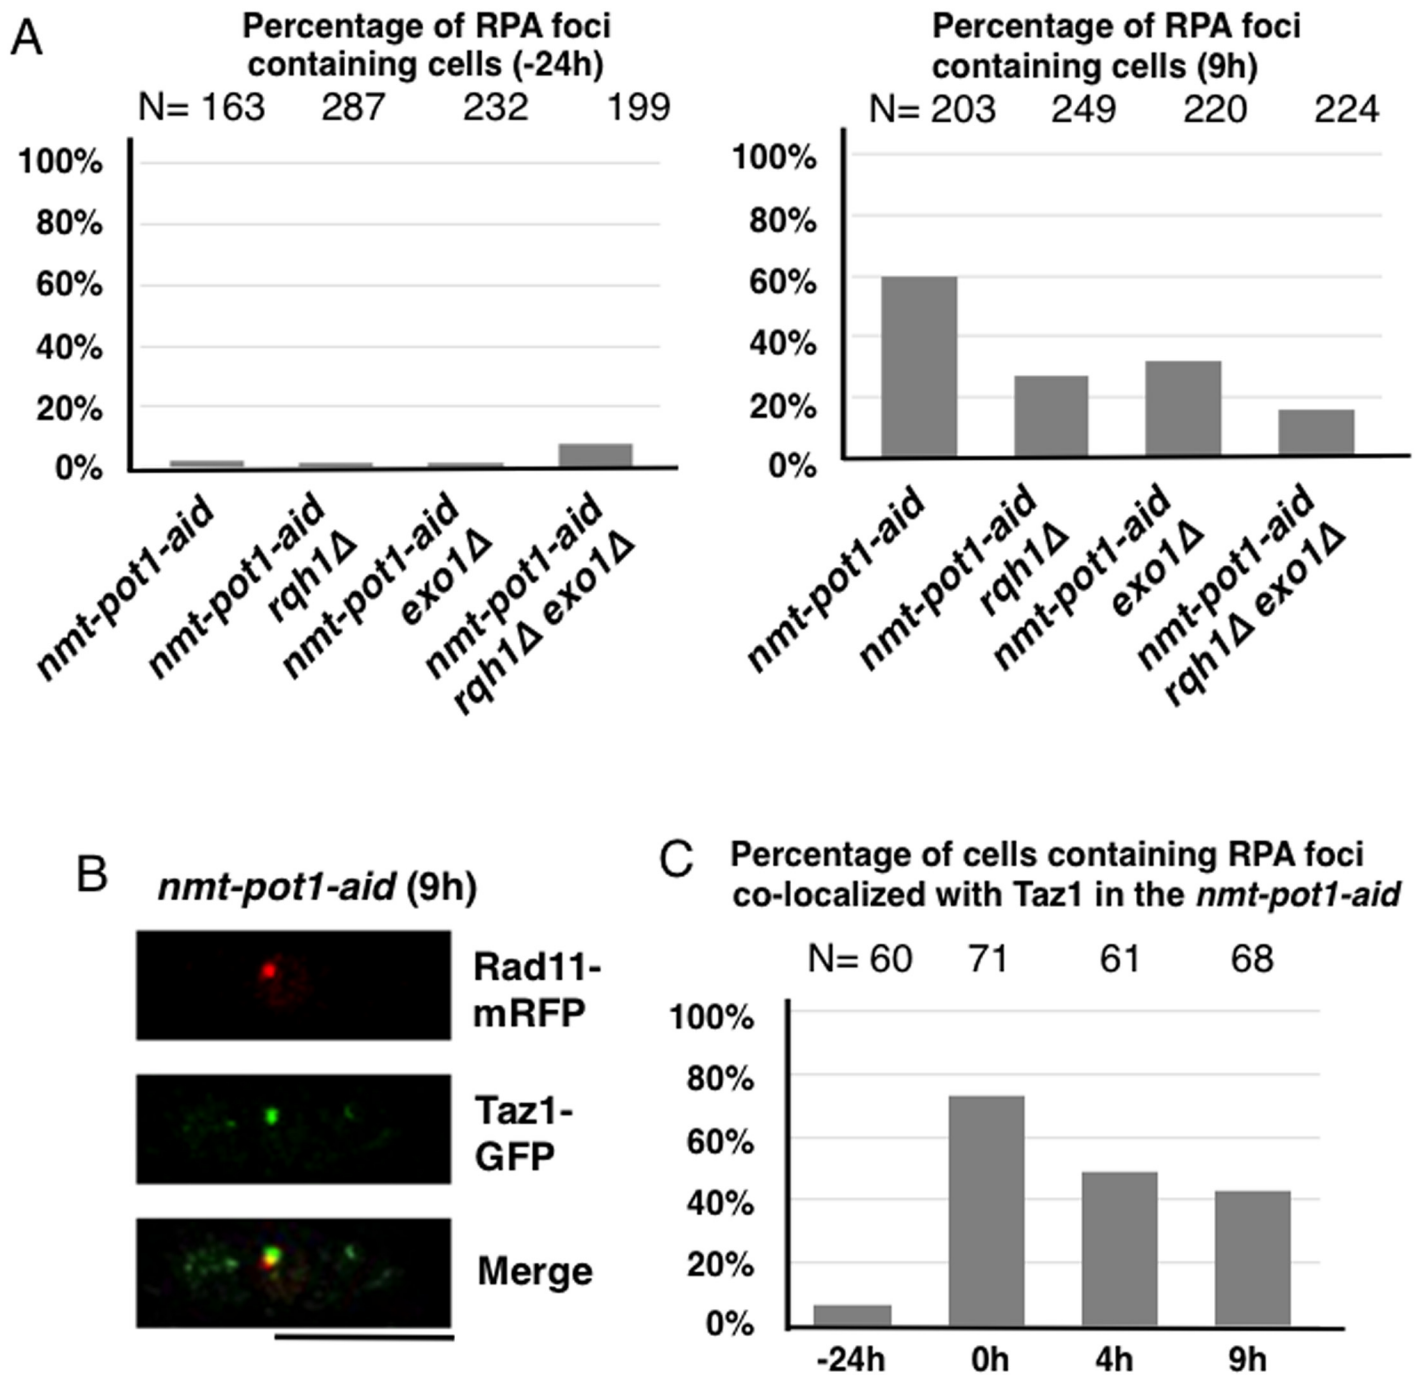 A
Percentage of RPA foci
containing cells (-24h)
N= 163 287 232 199
100%
80%
60%
40%
20%
0%
nmt-pot1-aid
nmt-pot1-aid
rqh1Δ
nmt-pot1-aid
exo1Δ
nmt-pot1-aid
rqh1Δ exo1Δ
Percentage of RPA foci
containing cells (9h)
N= 203 249 220 224
100%
80%
60%
40%
20%
0%
nmt-pot1-aid
nmt-pot1-aid
rqh1Δ
nmt-pot1-aid
exo1Δ
nmt-pot1-aid
rqh1Δ exo1Δ
B
nmt-pot1-aid (9h)
Rad11-
mRFP
Taz1-
GFP
Merge
C
Percentage of cells containing RPA foci
co-localized with Taz1 in the nmt-pot1-aid
N= 60 71 61 68
100%
80%
60%
40%
20%
0%
-24h 0h 4h 9h